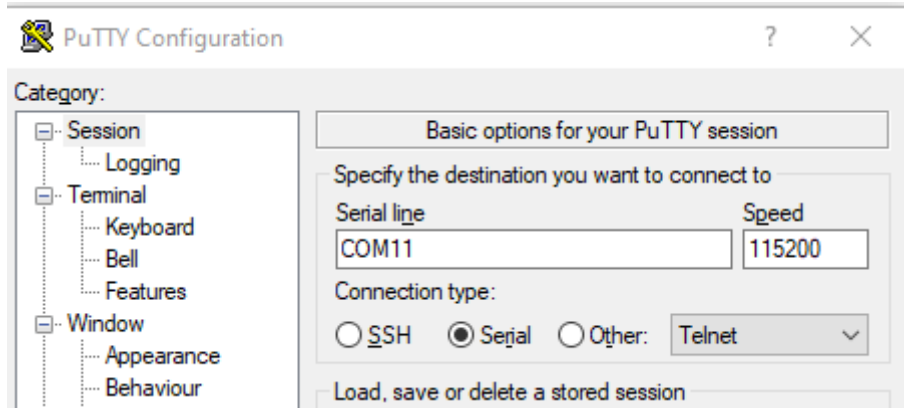 PuTTY Configuration ?
Category:
Session
Logging
Terminal
Keyboard
Bell
Features
Window
Appearance
Behaviour
Basic options for your PuTTY session
Specify the destination you want to connect to
Serial line Speed
COM11 115200
Connection type:
SSH Serial Other: Telnet
Load, save or delete a stored session